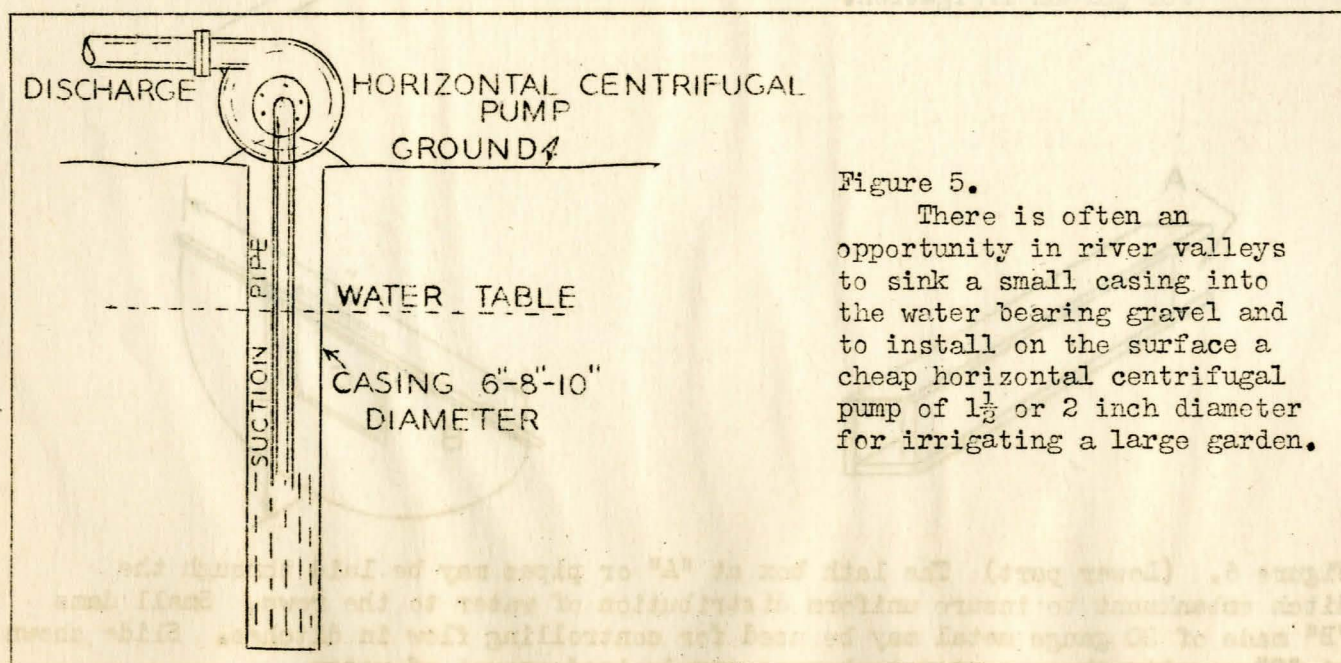 DISCHARGE
HORIZONTAL CENTRIFUGAL
PUMP
GROUND
SUCTION PIPE
WATER TABLE
CASING 6"-8"-10"
DIAMETER
Figure 5.
There is often an
opportunity in river valleys
to sink a small casing into
the water bearing gravel and
to install on the surface a
cheap horizontal centrifugal
pump of 1½ or 2 inch diameter
for irrigating a large garden.